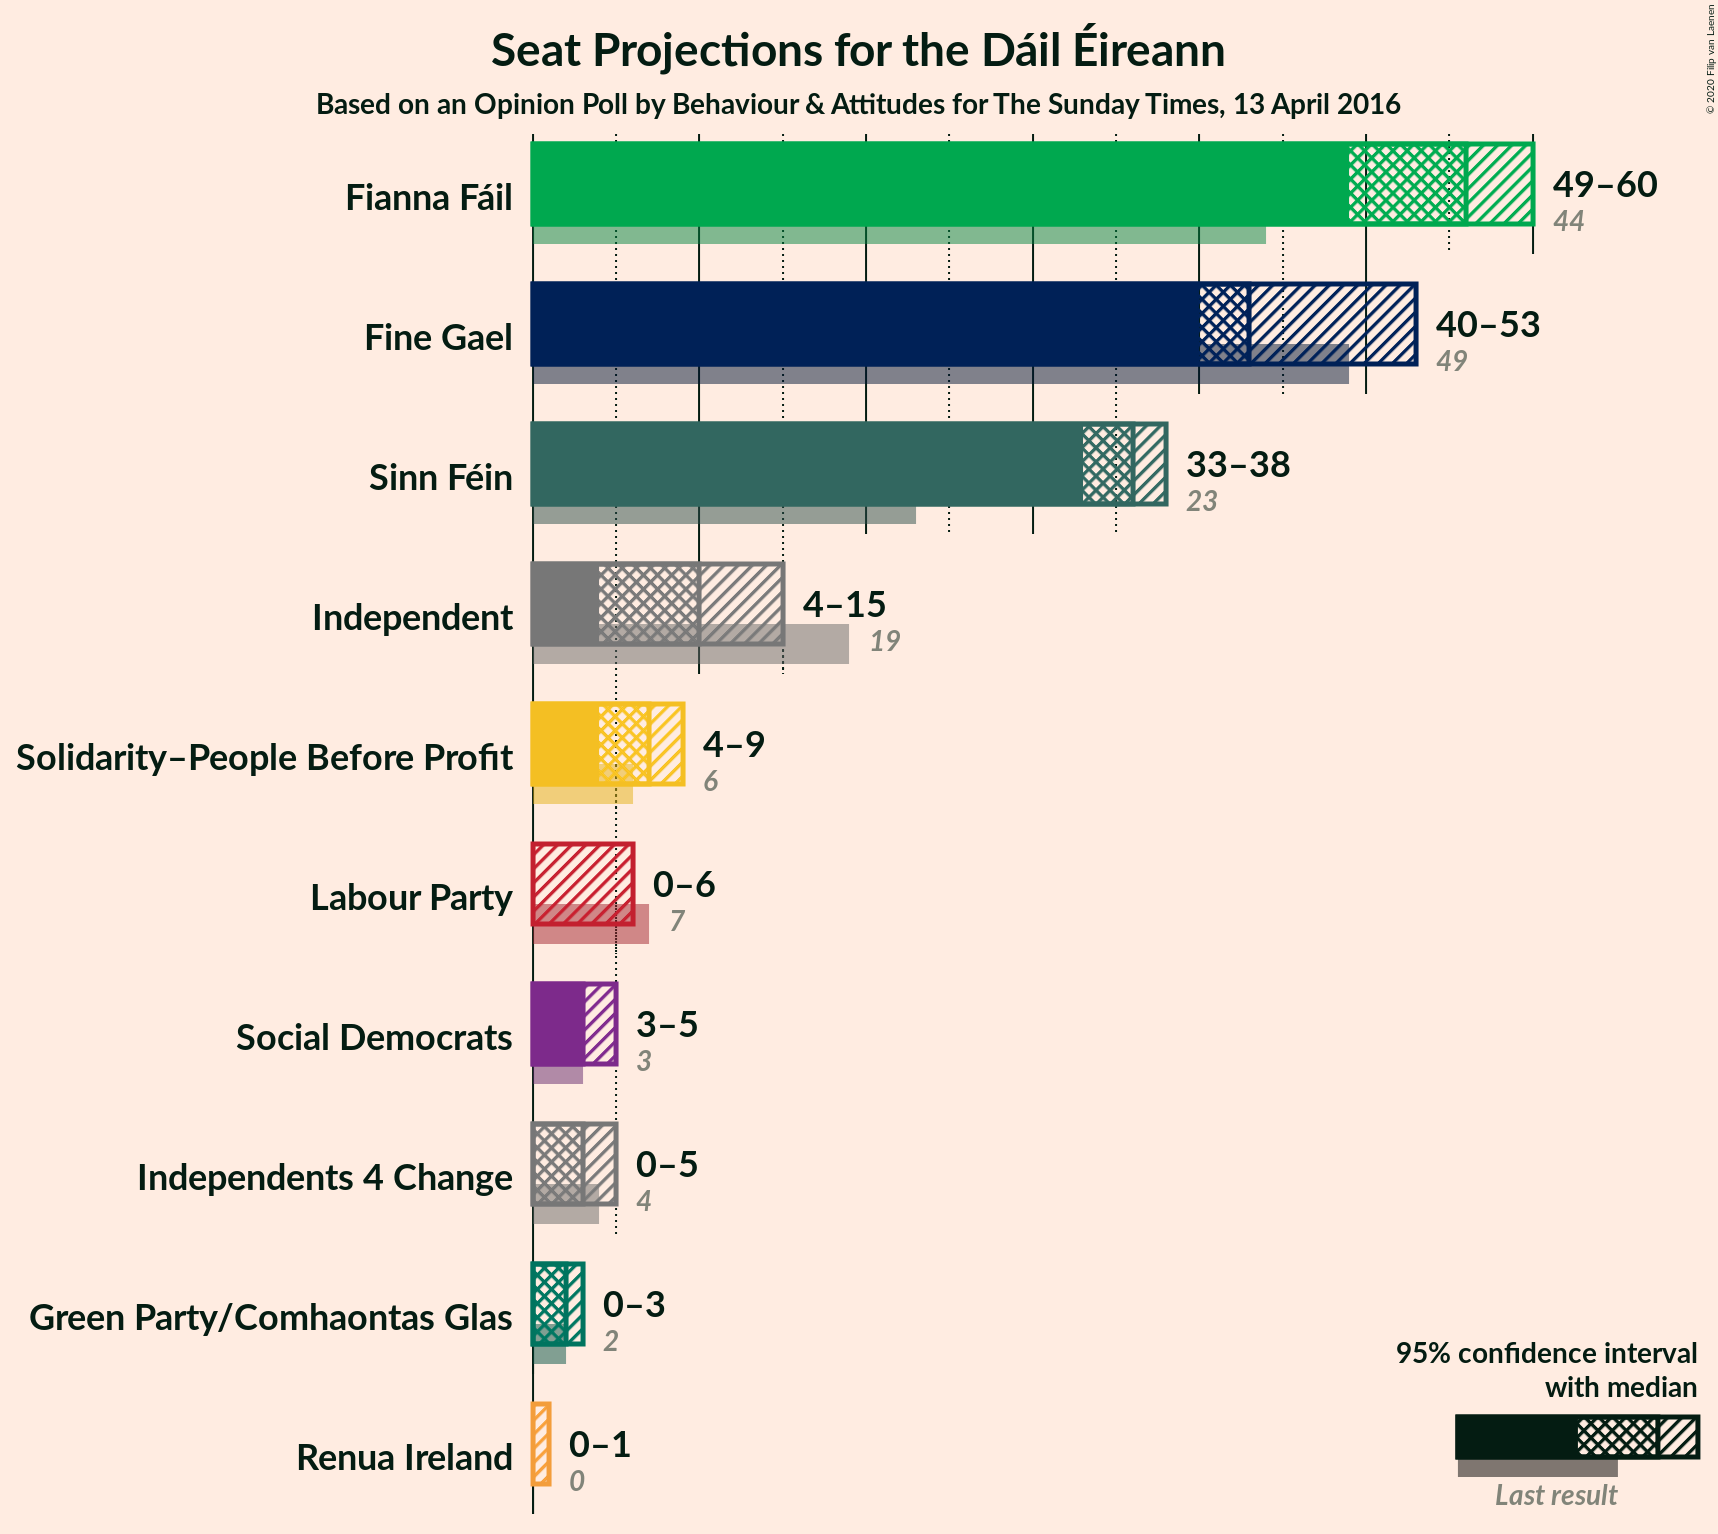 Seat Projections for the Dáil Éireann
Based on an Opinion Poll by Behaviour & Attitudes for The Sunday Times, 13 April 2016
© 2020 Filip van Laenen
Fianna Fáil
49–60
44
Fine Gael
40–53
49
Sinn Féin
33–38
23
Independent
4–15
19
Solidarity–People Before Profit
4–9
6
Labour Party
0–6
7
Social Democrats
3–5
3
Independents 4 Change
0–5
4
Green Party/Comhaontas Glas
0–3
2
Renua Ireland
0–1
0
95% confidence interval
with median
Last result